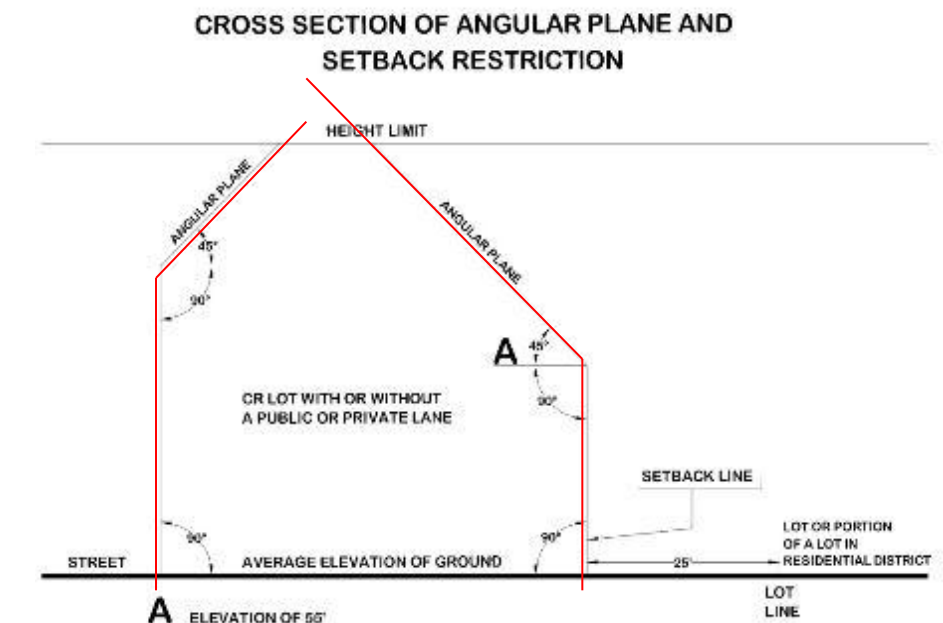 CROSS SECTION OF ANGULAR PLANE AND
SETBACK RESTRICTION
HEIGHT LIMIT
ANGULAR PLANE
ANGULAR PLANE
45°
90°
A
45°
90°
CR LOT WITH OR WITHOUT
A PUBLIC OR PRIVATE LANE
SETBACK LINE
90°
90°
LOT OR PORTION
OF A LOT IN
RESIDENTIAL DISTRICT
STREET
AVERAGE ELEVATION OF GROUND
25'
LOT
LINE
A
ELEVATION OF 55'